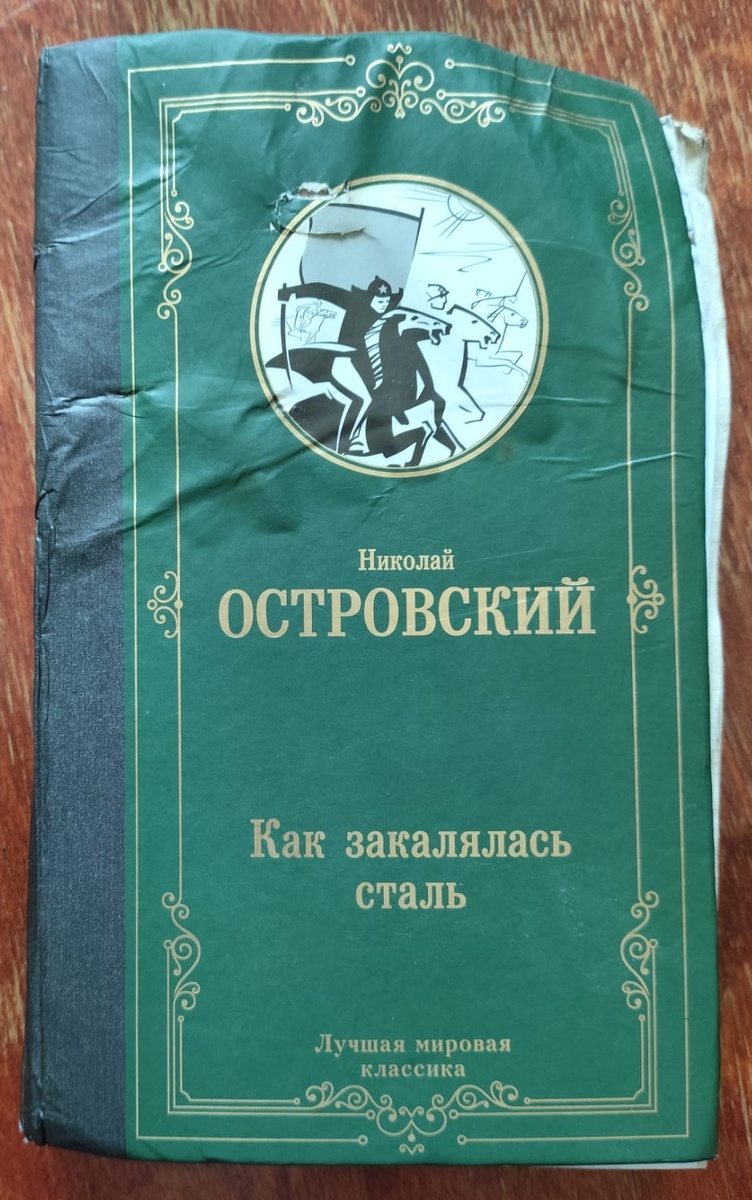 Николай
ОСТРОВСКИЙ
Как закалялась
сталь
Лучшая мировая
классика